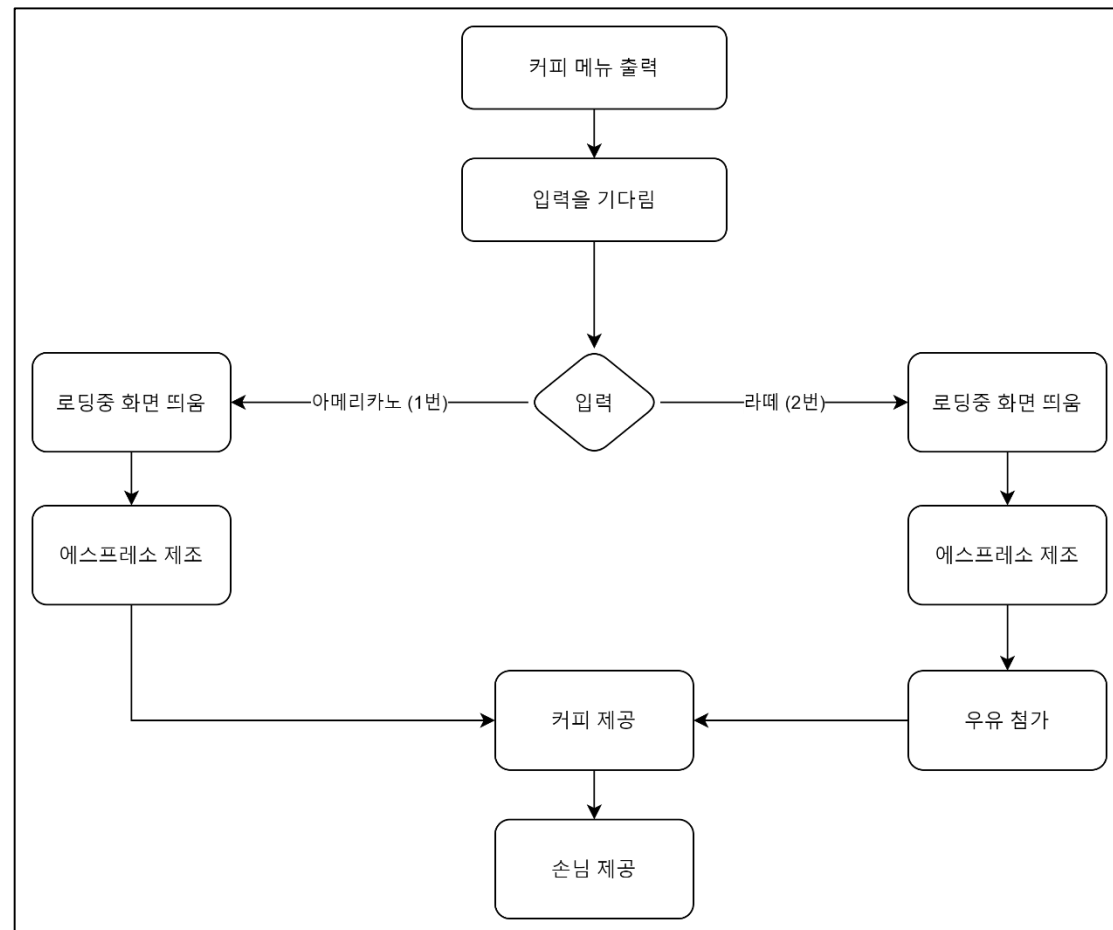 커피 메뉴 출력
입력을 기다림
로딩중 화면 띄움
아메리카노 (1번)
입력
라떼 (2번)
로딩중 화면 띄움
에스프레소 제조
에스프레소 제조
커피 제공
우유 첨가
손님 제공